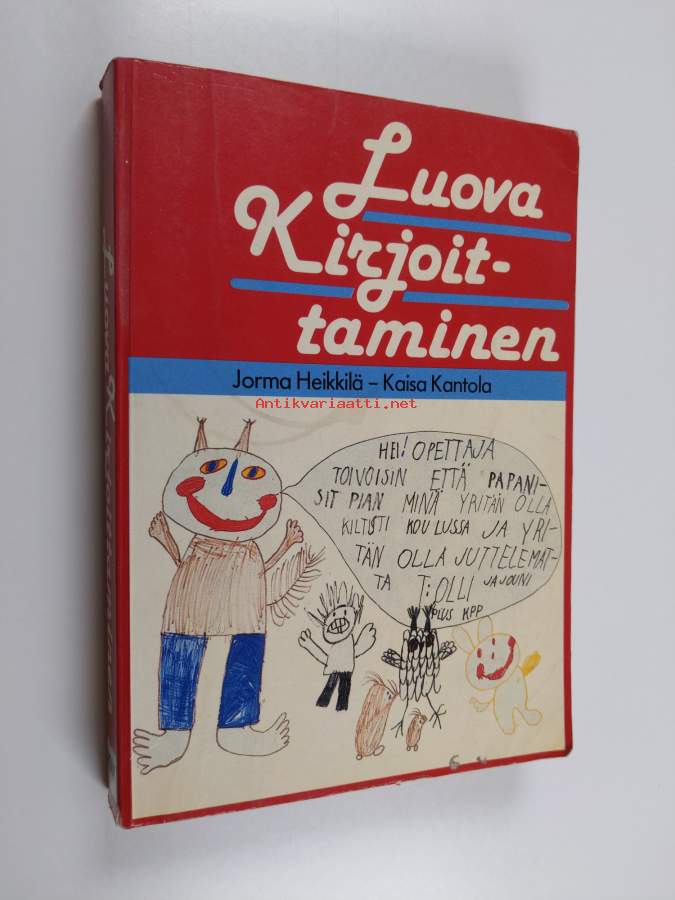 Luova
Kirjoit-
taminen
Jorma Heikkilä – Kaisa Kantola
Antikvariaatti.net
HEI! OPETTAJA
TOIVOISIN ETTÄ PAPANI-
SIT PIAN MINÄ YRITÄN OLLA
KILTISTI KOULUSSA JA YRI-
TÄN OLLA JUTTELEMAT-
TA T: OLLI JA JOUNI
PLUS KPP
Luova Kirjoittaminen